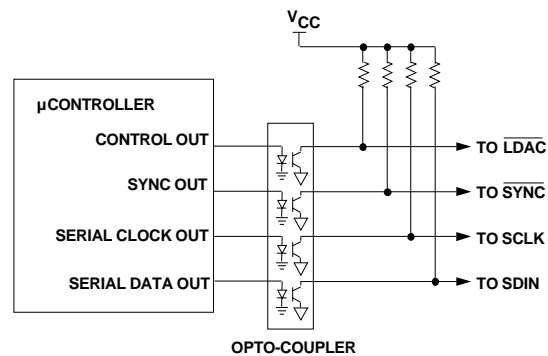 VCC
µCONTROLLER
CONTROL OUT
TO LDAC
SYNC OUT
TO SYNC
SERIAL CLOCK OUT
TO SCLK
SERIAL DATA OUT
TO SDIN
OPTO-COUPLER